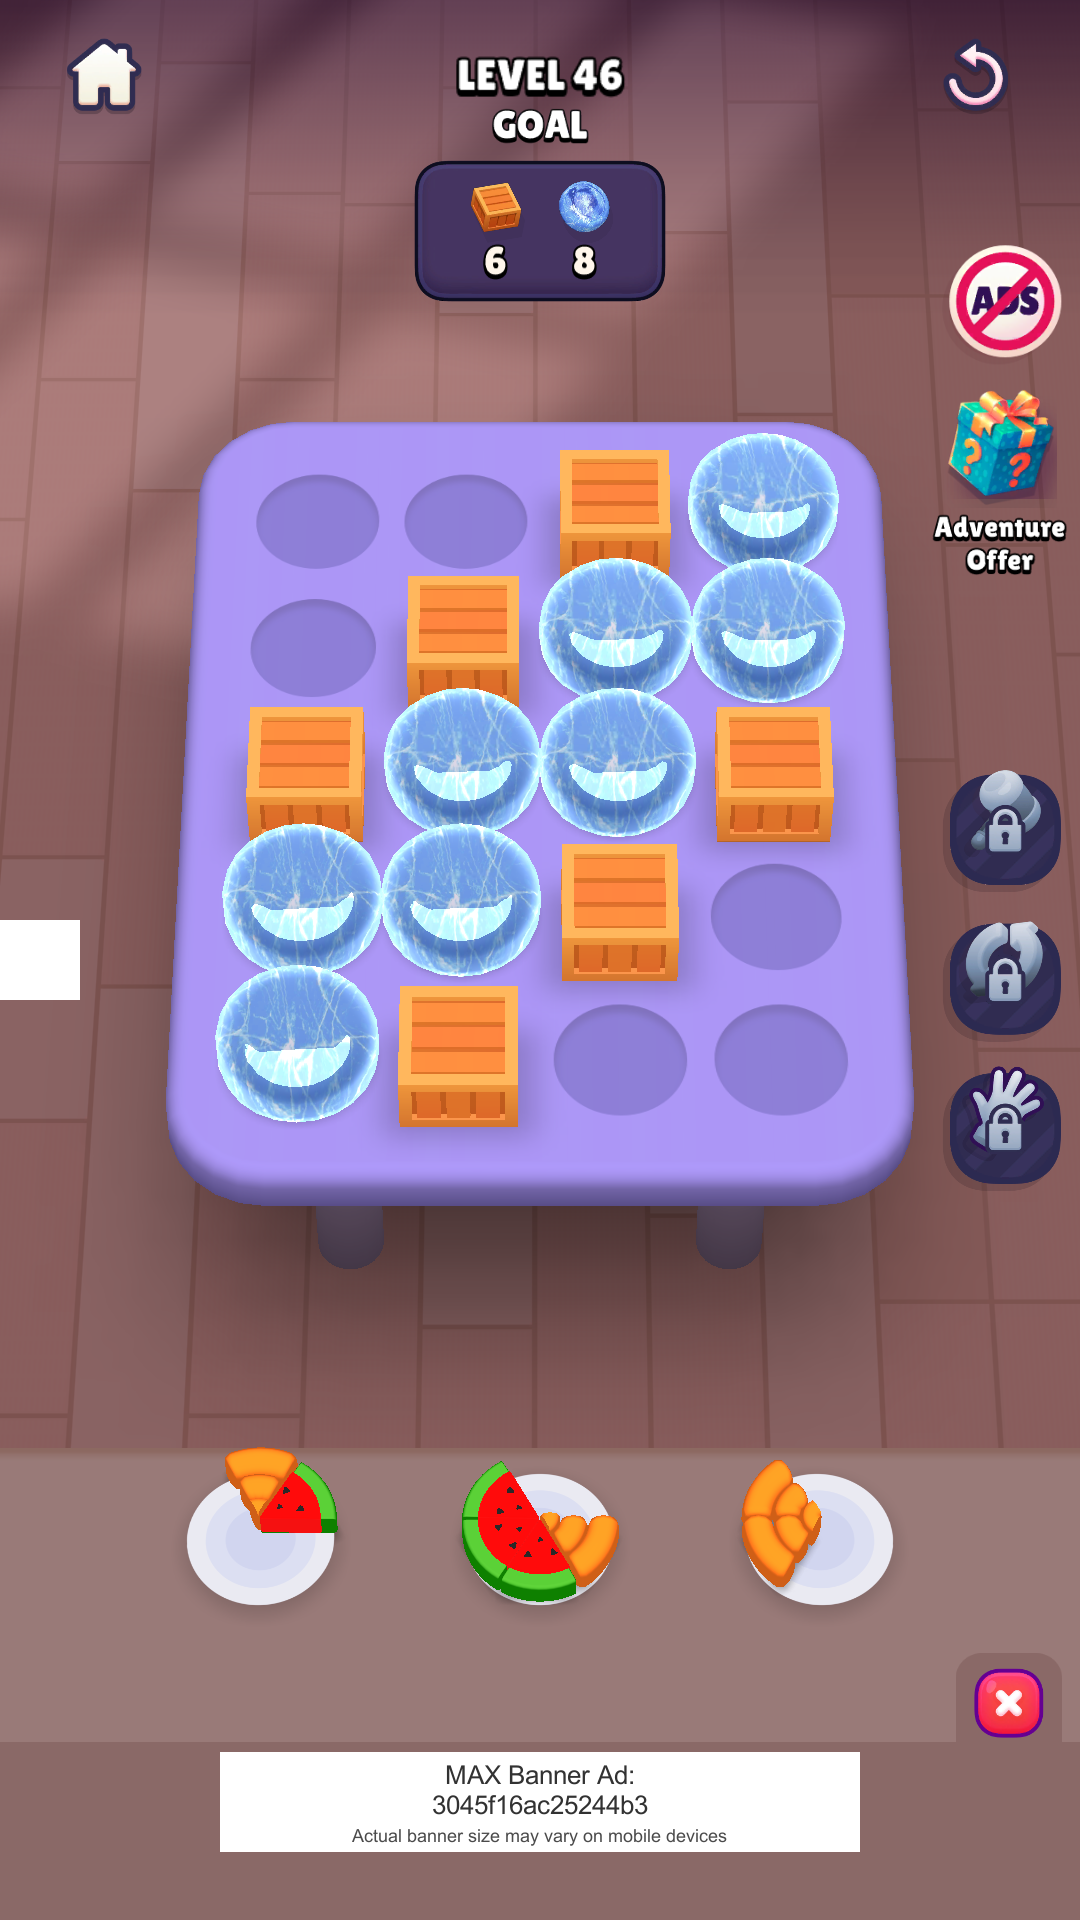 LEVEL 46
GOAL
6 8
ADS
? ?
Adventure
Offer
MAX Banner Ad:
3045f16ac25244b3
Actual banner size may vary on mobile devices